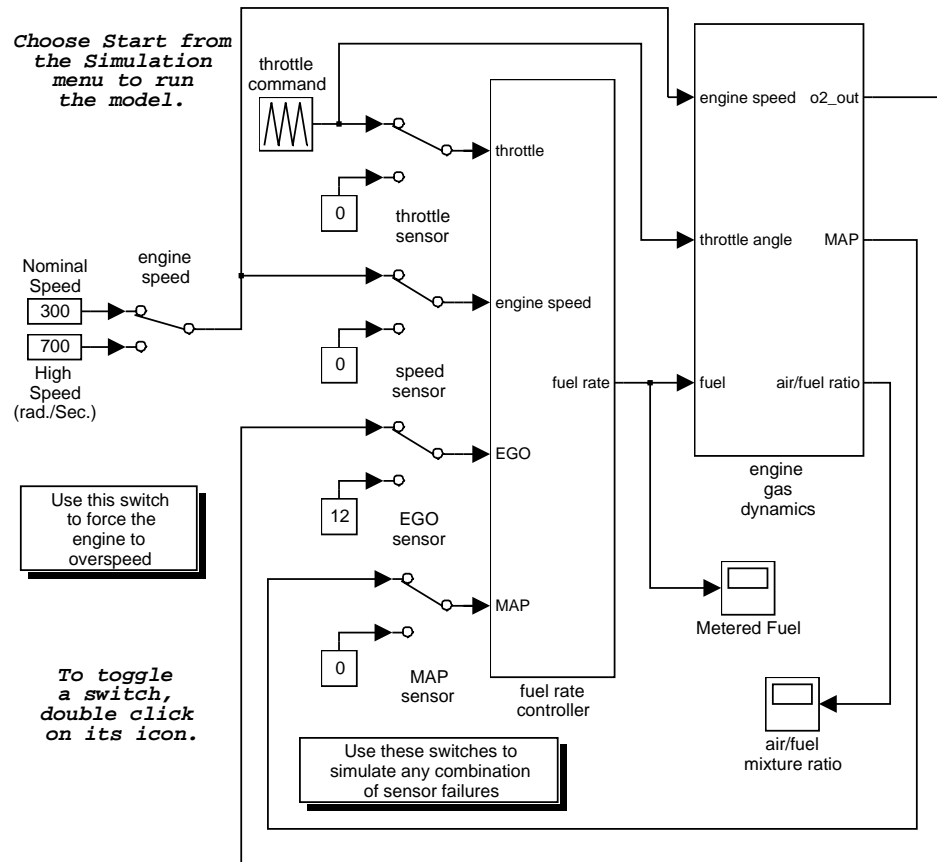 Choose Start from
the Simulation
menu to run
the model.
throttle
command
engine speed
o2_out
throttle
0
throttle
sensor
throttle angle
MAP
engine
speed
Nominal
Speed
300
engine speed
700
High
Speed
(rad./Sec.)
0
speed
sensor
fuel rate
fuel
air/fuel ratio
EGO
engine
gas
dynamics
Use this switch
to force the
engine to
overspeed
12
EGO
sensor
MAP
Metered Fuel
To toggle
a switch,
double click
on its icon.
0
MAP
sensor
fuel rate
controller
air/fuel
mixture ratio
Use these switches to
simulate any combination
of sensor failures